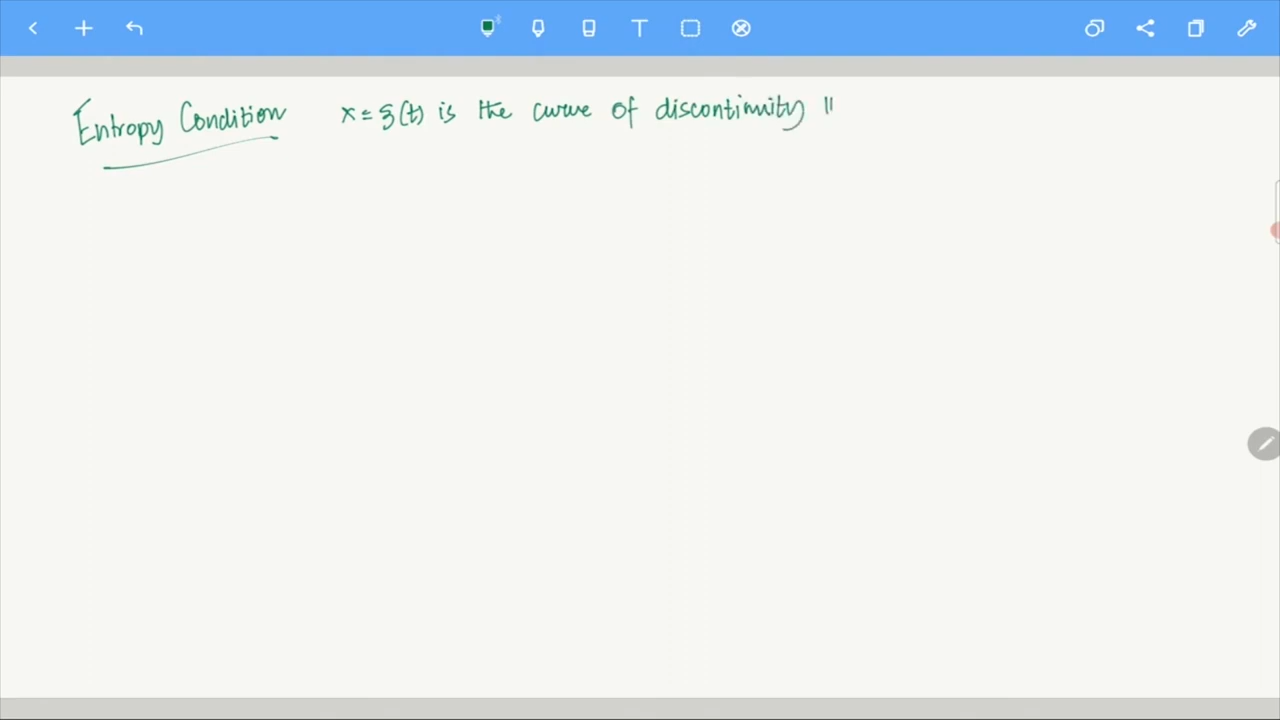 Entropy Condition x = ξ(t) is the curve of discontinuity "